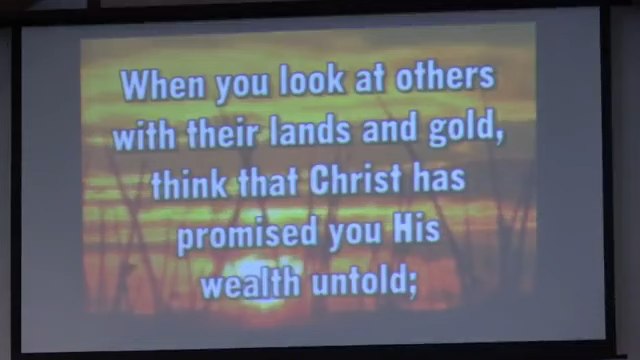 When you look at others
with their lands and gold,
think that Christ has
promised you His
wealth untold;